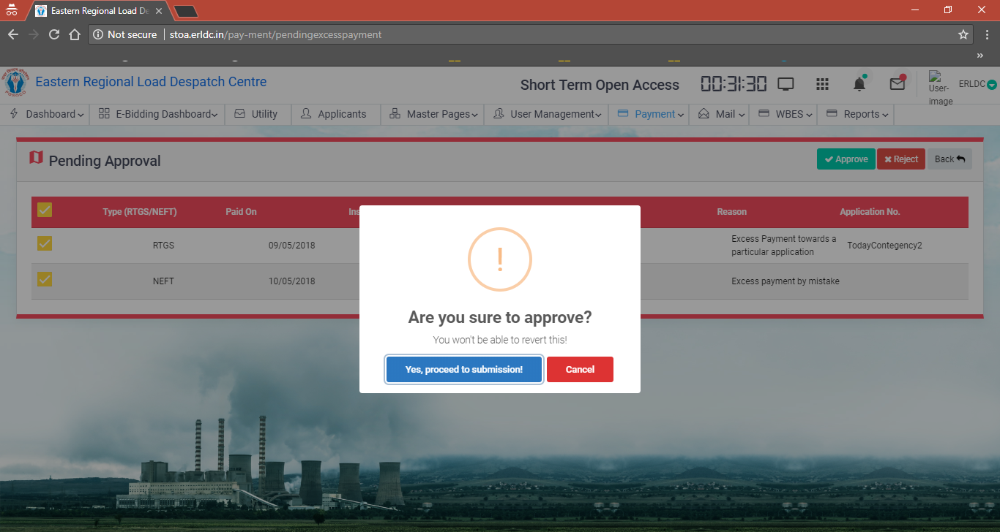 Eastern Regional Load De
Not secure | stoa.erldc.in/pay-ment/pendingexcesspayment
Eastern Regional Load Despatch Centre
Short Term Open Access
00:31:30
User-image
ERLDC
Dashboard
E-Bidding Dashboard
Utility
Applicants
Master Pages
User Management
Payment
Mail
WBES
Reports
Pending Approval
Approve
Reject
Back
Type (RTGS/NEFT)
Paid On
Ins
Reason
Application No.
RTGS
09/05/2018
Excess Payment towards a
particular application
TodayContegency2
NEFT
10/05/2018
Excess payment by mistake
!
Are you sure to approve?
You won't be able to revert this!
Yes, proceed to submission!
Cancel